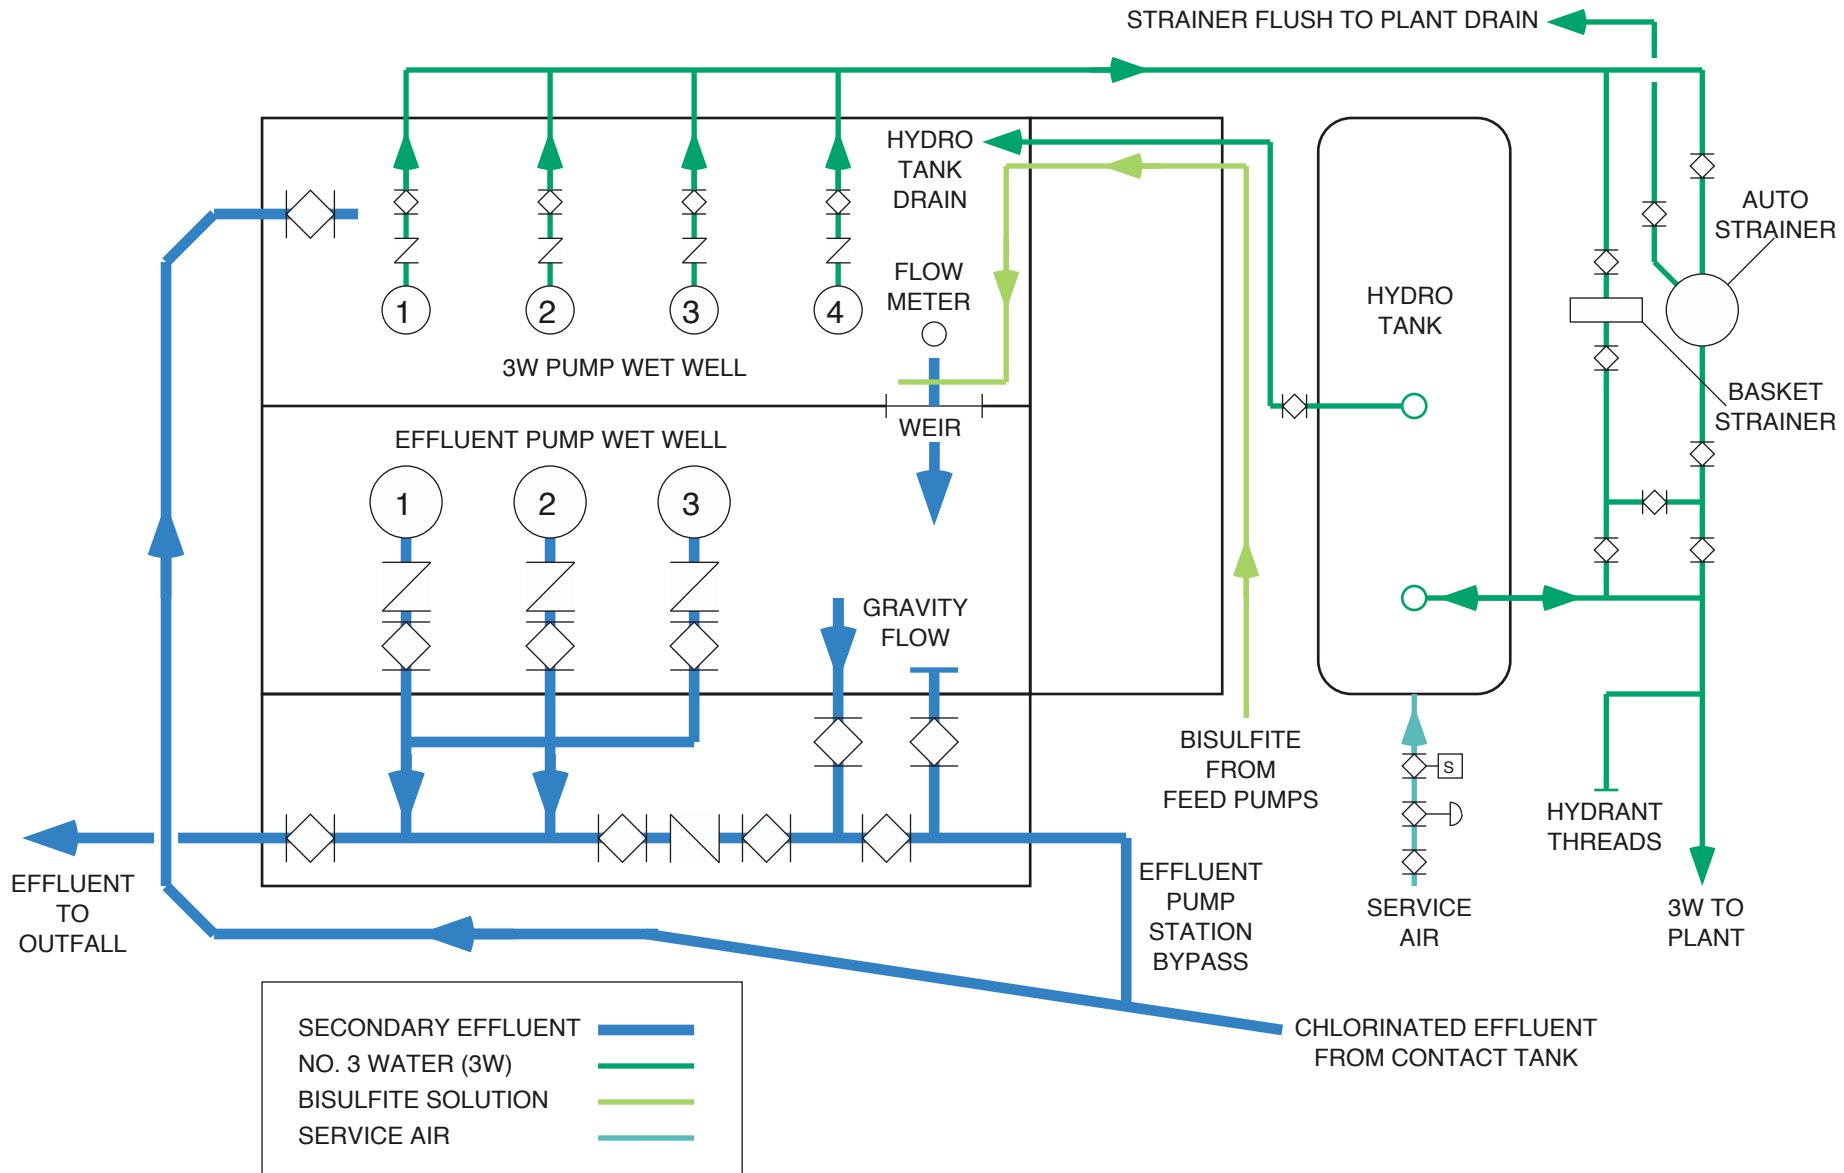 STRAINER FLUSH TO PLANT DRAIN
HYDRO
TANK
DRAIN
AUTO
STRAINER
FLOW
METER
1
2
3
4
HYDRO
TANK
3W PUMP WET WELL
BASKET
STRAINER
WEIR
EFFLUENT PUMP WET WELL
1
2
3
GRAVITY
FLOW
BISULFITE
FROM
FEED PUMPS
S
HYDRANT
THREADS
EFFLUENT
TO
OUTFALL
EFFLUENT
PUMP
STATION
BYPASS
SERVICE
AIR
3W TO
PLANT
SECONDARY EFFLUENT
NO. 3 WATER (3W)
BISULFITE SOLUTION
SERVICE AIR
CHLORINATED EFFLUENT
FROM CONTACT TANK